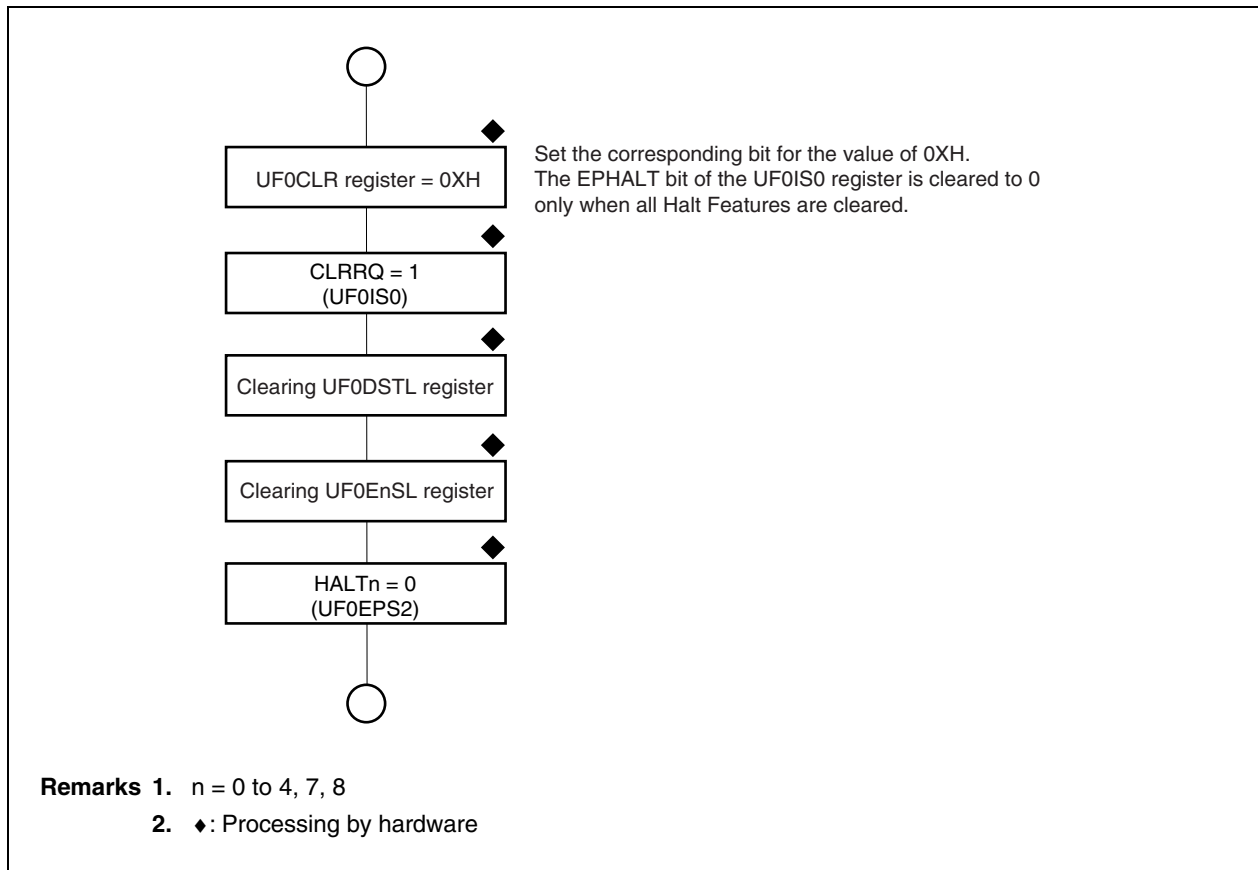 UF0CLR register = 0XH
Set the corresponding bit for the value of 0XH.
The EPHALT bit of the UF0IS0 register is cleared to 0
only when all Halt Features are cleared.
CLRRQ = 1
(UF0IS0)
Clearing UF0DSTL register
Clearing UF0EnSL register
HALTn = 0
(UF0EPS2)
Remarks 1. n = 0 to 4, 7, 8
2. ♦: Processing by hardware